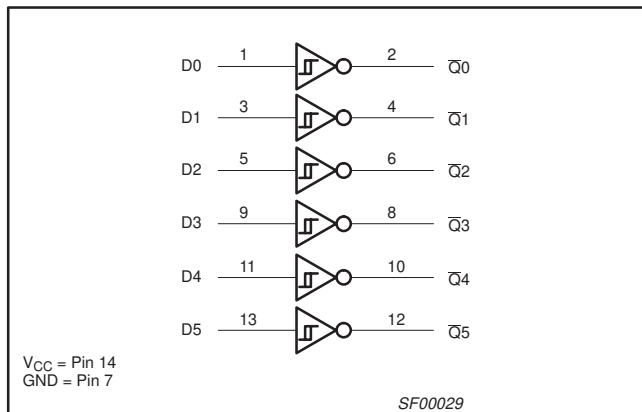 D0 1 2 Q̅0
D1 3 4 Q̅1
D2 5 6 Q̅2
D3 9 8 Q̅3
D4 11 10 Q̅4
D5 13 12 Q̅5
VCC = Pin 14
GND = Pin 7
SF00029